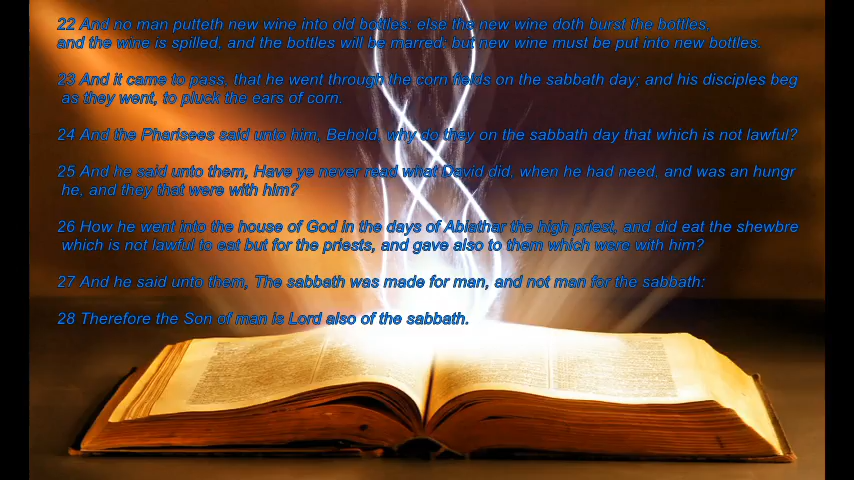 22 And no man putteth new wine into old bottles. else the new wine doth burst the bottles,
and the wine is spilled, and the bottles will be marred; but new wine must be put into new bottles.
23 And it came to pass, that he went through the corn fields on the sabbath day; and his disciples beg
as they went, to pluck the ears of corn.
24 And the Pharisees said unto him, Behold, why do they on the sabbath day that which is not lawful?
25 And he said unto them, Have ye never read what David did, when he had need, and was an hungr
he, and they that were with him?
26 How he went into the house of God in the days of Abiathar the high priest, and did eat the shewbre
which is not lawful to eat but for the priests, and gave also to them which were with him?
27 And he said unto them, The sabbath was made for man, and not man for the sabbath:
28 Therefore the Son of man is Lord also of the sabbath.